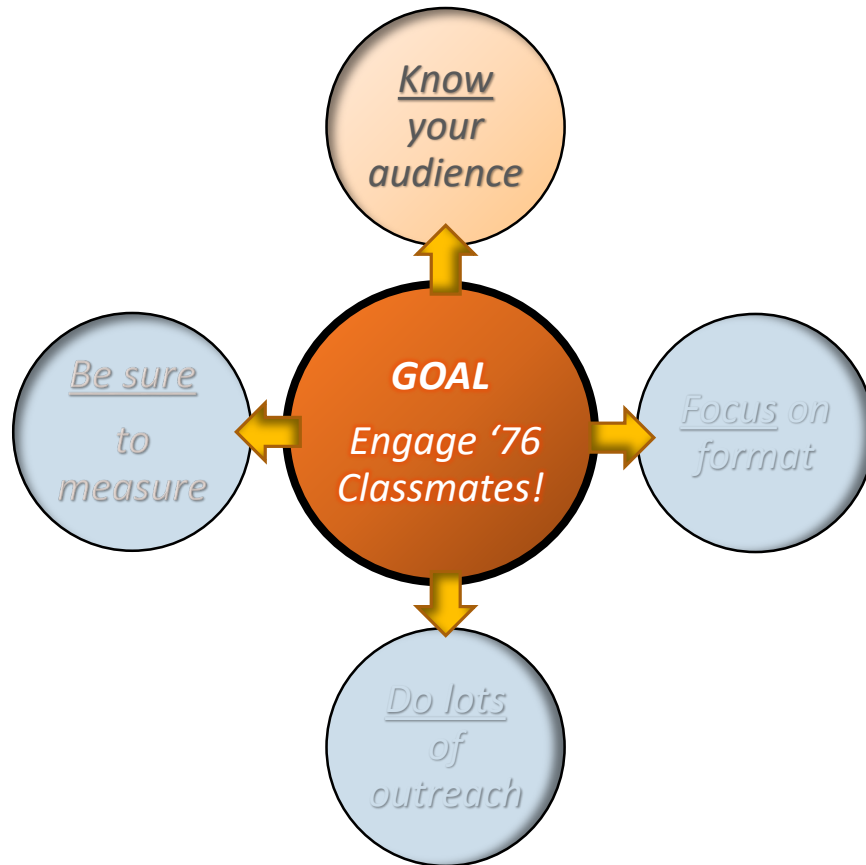 Know
your
audience
GOAL
Engage ‘76
Classmates!
Be sure
to
measure
Focus on
format
Do lots
of
outreach